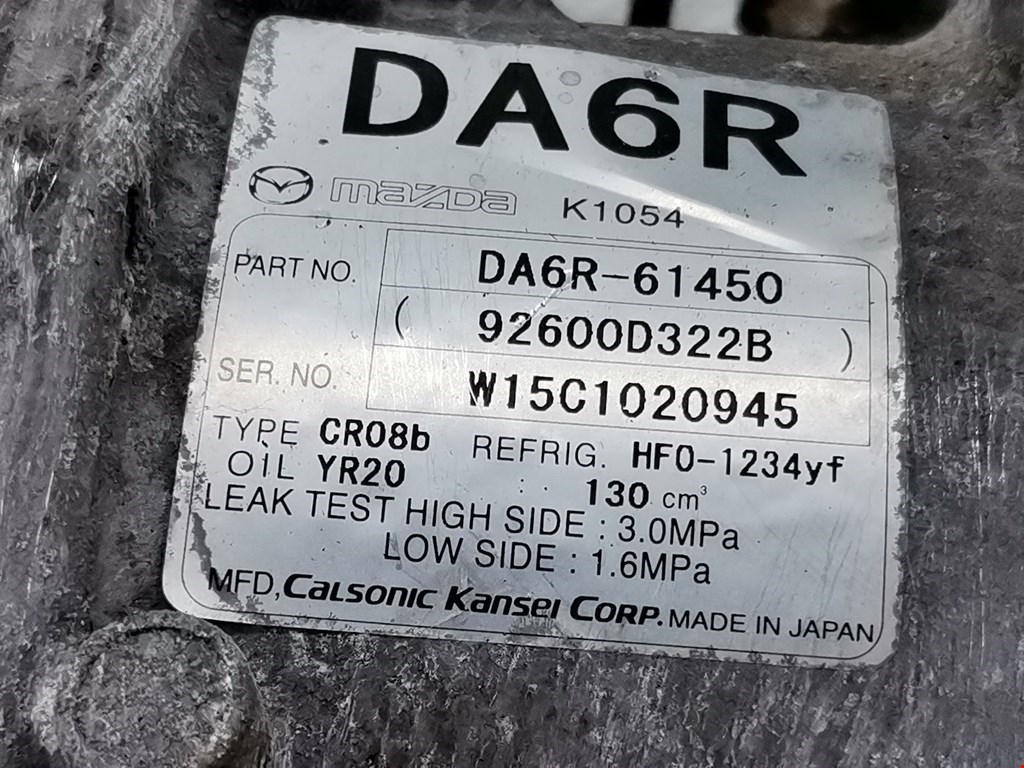 DA6R
mazda K1054
PART NO. DA6R-61450
( 92600D322B )
SER. NO. W15C1020945
TYPE CR08b REFRIG. HFO-1234yf
OIL YR20 : 130 cm³
LEAK TEST HIGH SIDE : 3.0MPa
LOW SIDE : 1.6MPa
MFD, CALSONIC KANSEI CORP. MADE IN JAPAN